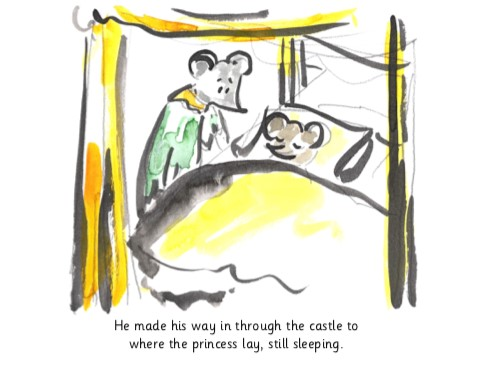 He made his way in through the castle to
where the princess lay, still sleeping.